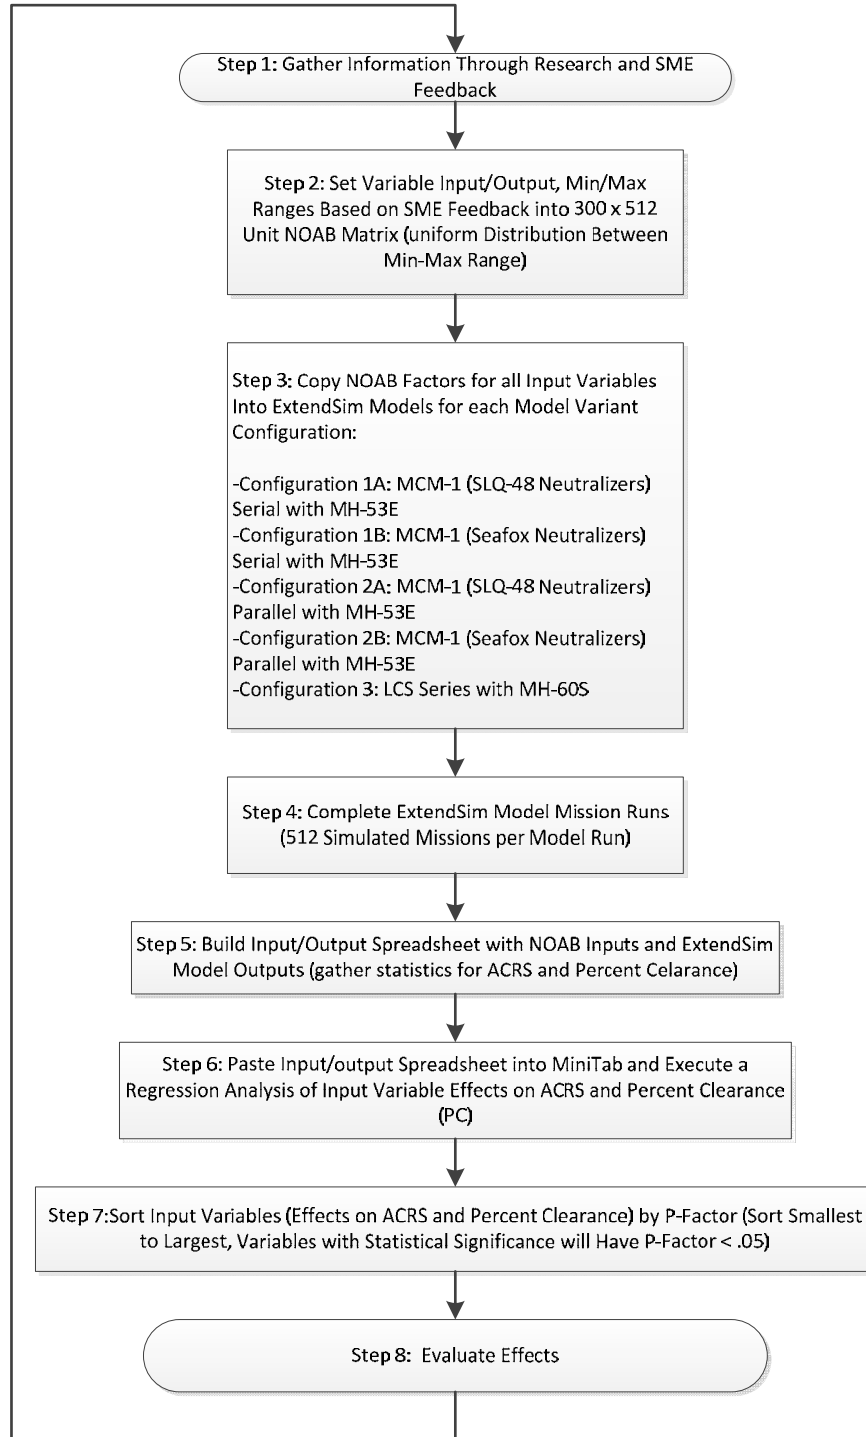 Step 1: Gather Information Through Research and SME
Feedback
Step 2: Set Variable Input/Output, Min/Max
Ranges Based on SME Feedback into 300 x 512
Unit NOAB Matrix (uniform Distribution Between
Min-Max Range)
Step 3: Copy NOAB Factors for all Input Variables
Into ExtendSim Models for each Model Variant
Configuration:
-Configuration 1A: MCM-1 (SLQ-48 Neutralizers)
Serial with MH-53E
-Configuration 1B: MCM-1 (Seafox Neutralizers)
Serial with MH-53E
-Configuration 2A: MCM-1 (SLQ-48 Neutralizers)
Parallel with MH-53E
-Configuration 2B: MCM-1 (Seafox Neutralizers)
Parallel with MH-53E
-Configuration 3: LCS Series with MH-60S
Step 4: Complete ExtendSim Model Mission Runs
(512 Simulated Missions per Model Run)
Step 5: Build Input/Output Spreadsheet with NOAB Inputs and ExtendSim
Model Outputs (gather statistics for ACRS and Percent Celarance)
Step 6: Paste Input/output Spreadsheet into MiniTab and Execute a
Regression Analysis of Input Variable Effects on ACRS and Percent Clearance
(PC)
Step 7:Sort Input Variables (Effects on ACRS and Percent Clearance) by P-Factor (Sort Smallest
to Largest, Variables with Statistical Significance will Have P-Factor < .05)
Step 8: Evaluate Effects